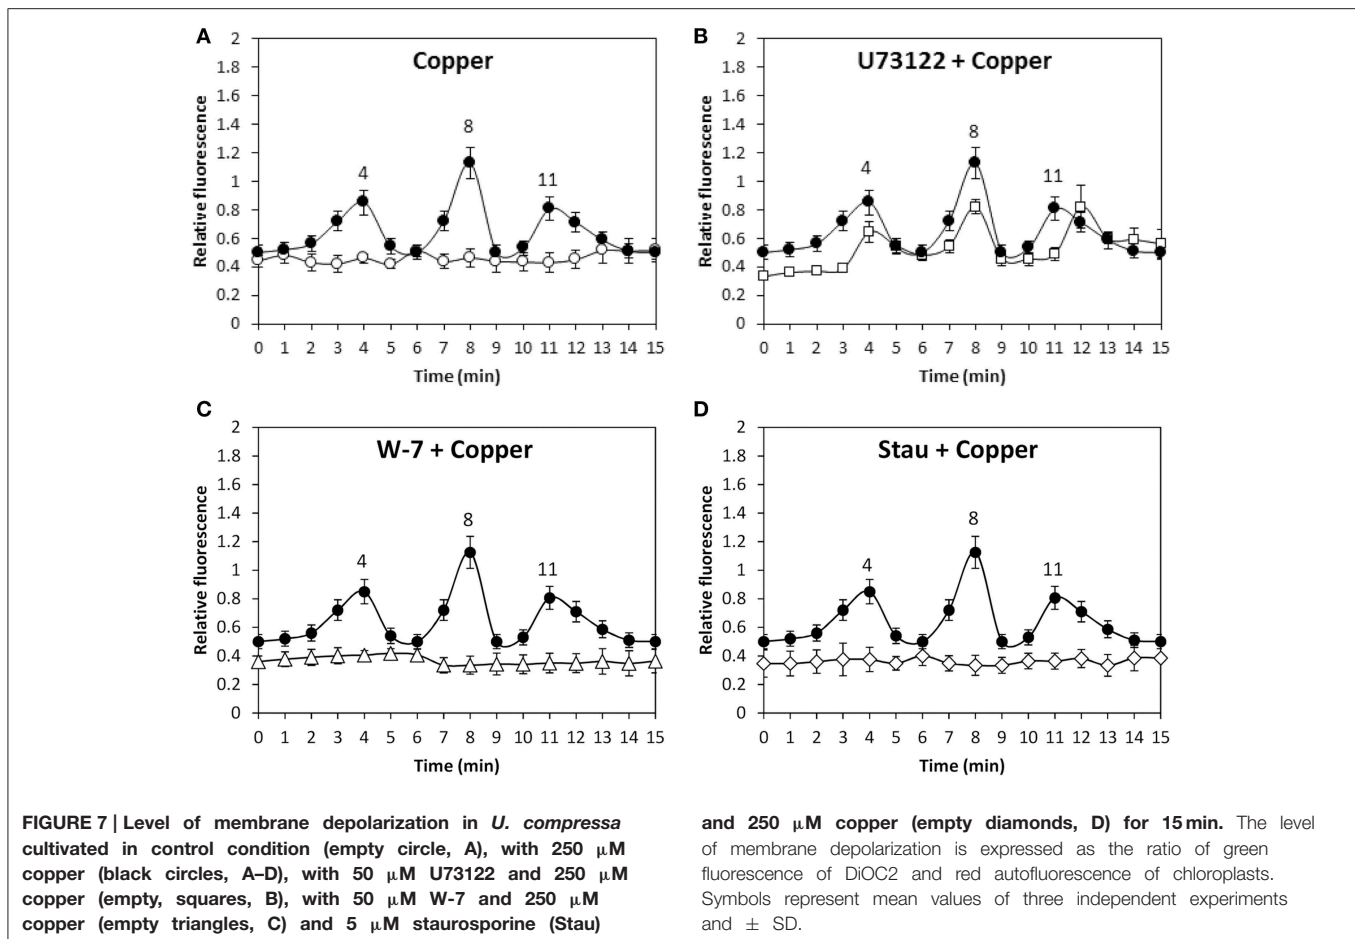 A
Copper
Relative fluorescence
2
1.8
1.6
1.4
1.2
1
0.8
0.6
0.4
0.2
0
4
8
11
0 1 2 3 4 5 6 7 8 9 10 11 12 13 14 15
Time (min)
B
U73122 + Copper
Relative fluorescence
2
1.8
1.6
1.4
1.2
1
0.8
0.6
0.4
0.2
0
4
8
11
0 1 2 3 4 5 6 7 8 9 10 11 12 13 14 15
Time (min)
C
W-7 + Copper
Relative fluorescence
2
1.8
1.6
1.4
1.2
1
0.8
0.6
0.4
0.2
0
4
8
11
0 1 2 3 4 5 6 7 8 9 10 11 12 13 14 15
Time (min)
D
Stau + Copper
Relative fluorescence
2
1.8
1.6
1.4
1.2
1
0.8
0.6
0.4
0.2
0
4
8
11
0 1 2 3 4 5 6 7 8 9 10 11 12 13 14 15
Time (min)
FIGURE 7 | Level of membrane depolarization in U. compressa
cultivated in control condition (empty circle, A), with 250 μM
copper (black circles, A–D), with 50 μM U73122 and 250 μM
copper (empty, squares, B), with 50 μM W-7 and 250 μM
copper (empty triangles, C) and 5 μM staurosporine (Stau)
and 250 μM copper (empty diamonds, D) for 15 min. The level
of membrane depolarization is expressed as the ratio of green
fluorescence of DiOC2 and red autofluorescence of chloroplasts.
Symbols represent mean values of three independent experiments
and ± SD.